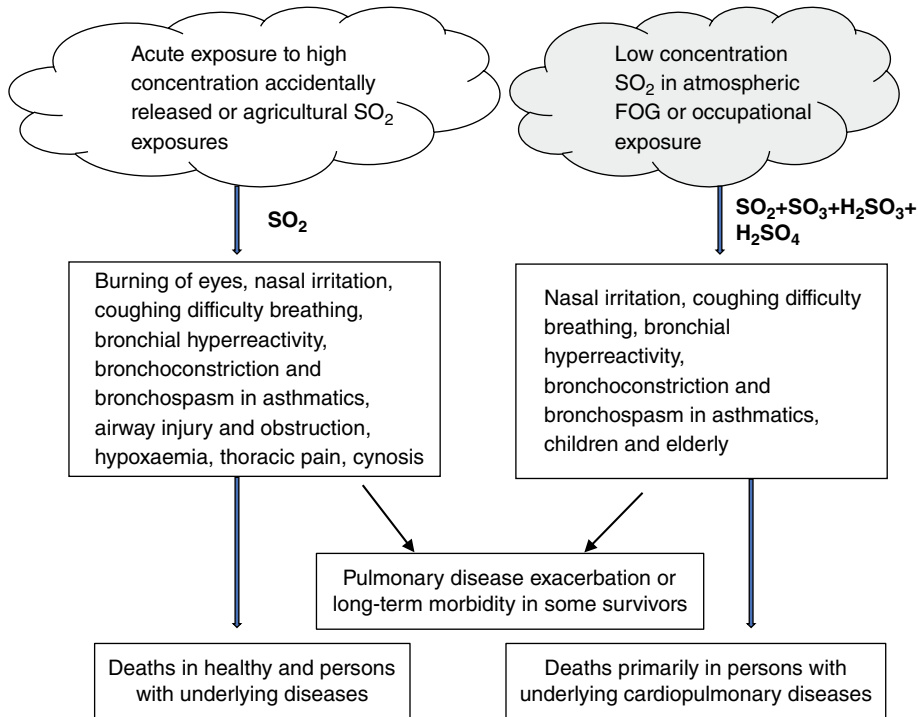 Acute exposure to high
concentration accidentally
released or agricultural SO₂
exposures
Low concentration
SO₂ in atmospheric
FOG or occupational
exposure
SO₂
SO₂+SO₃+H₂SO₃+
H₂SO₄
Burning of eyes, nasal irritation,
coughing difficulty breathing,
bronchial hyperreactivity,
bronchoconstriction and
bronchospasm in asthmatics,
airway injury and obstruction,
hypoxaemia, thoracic pain, cynosis
Nasal irritation, coughing difficulty
breathing, bronchial
hyperreactivity,
bronchoconstriction and
bronchospasm in asthmatics,
children and elderly
Pulmonary disease exacerbation or
long-term morbidity in some survivors
Deaths in healthy and persons
with underlying diseases
Deaths primarily in persons with
underlying cardiopulmonary diseases